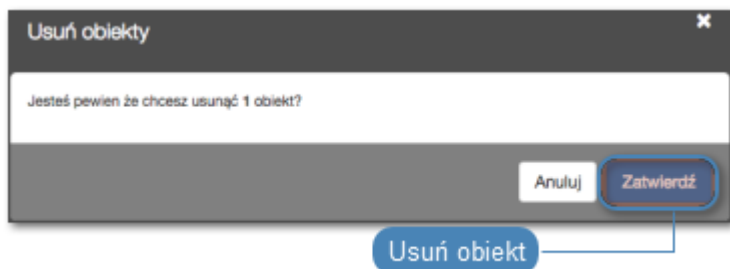 Usuń obiekty
Jesteś pewien że chcesz usunąć 1 obiekt?
Anuluj Zatwierdź
Usuń obiekt